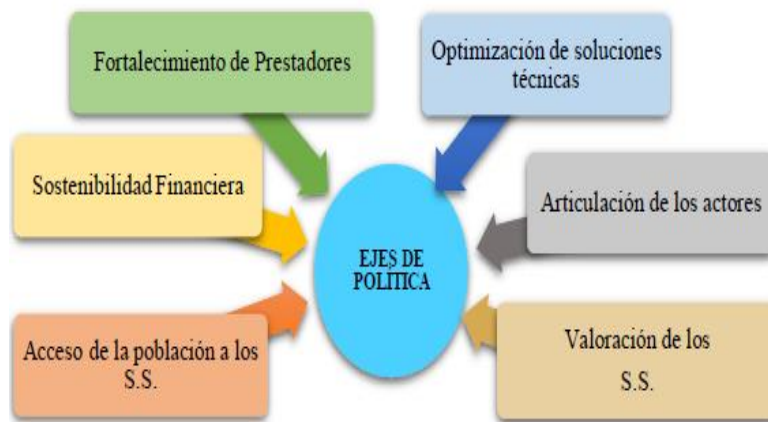 Fortalecimiento de Prestadores
Optimización de soluciones
técnicas
Sostenibilidad Financiera
Articulación de los actores
EJES DE
POLITICA
Acceso de la población a los
S.S.
Valoración de los
S.S.